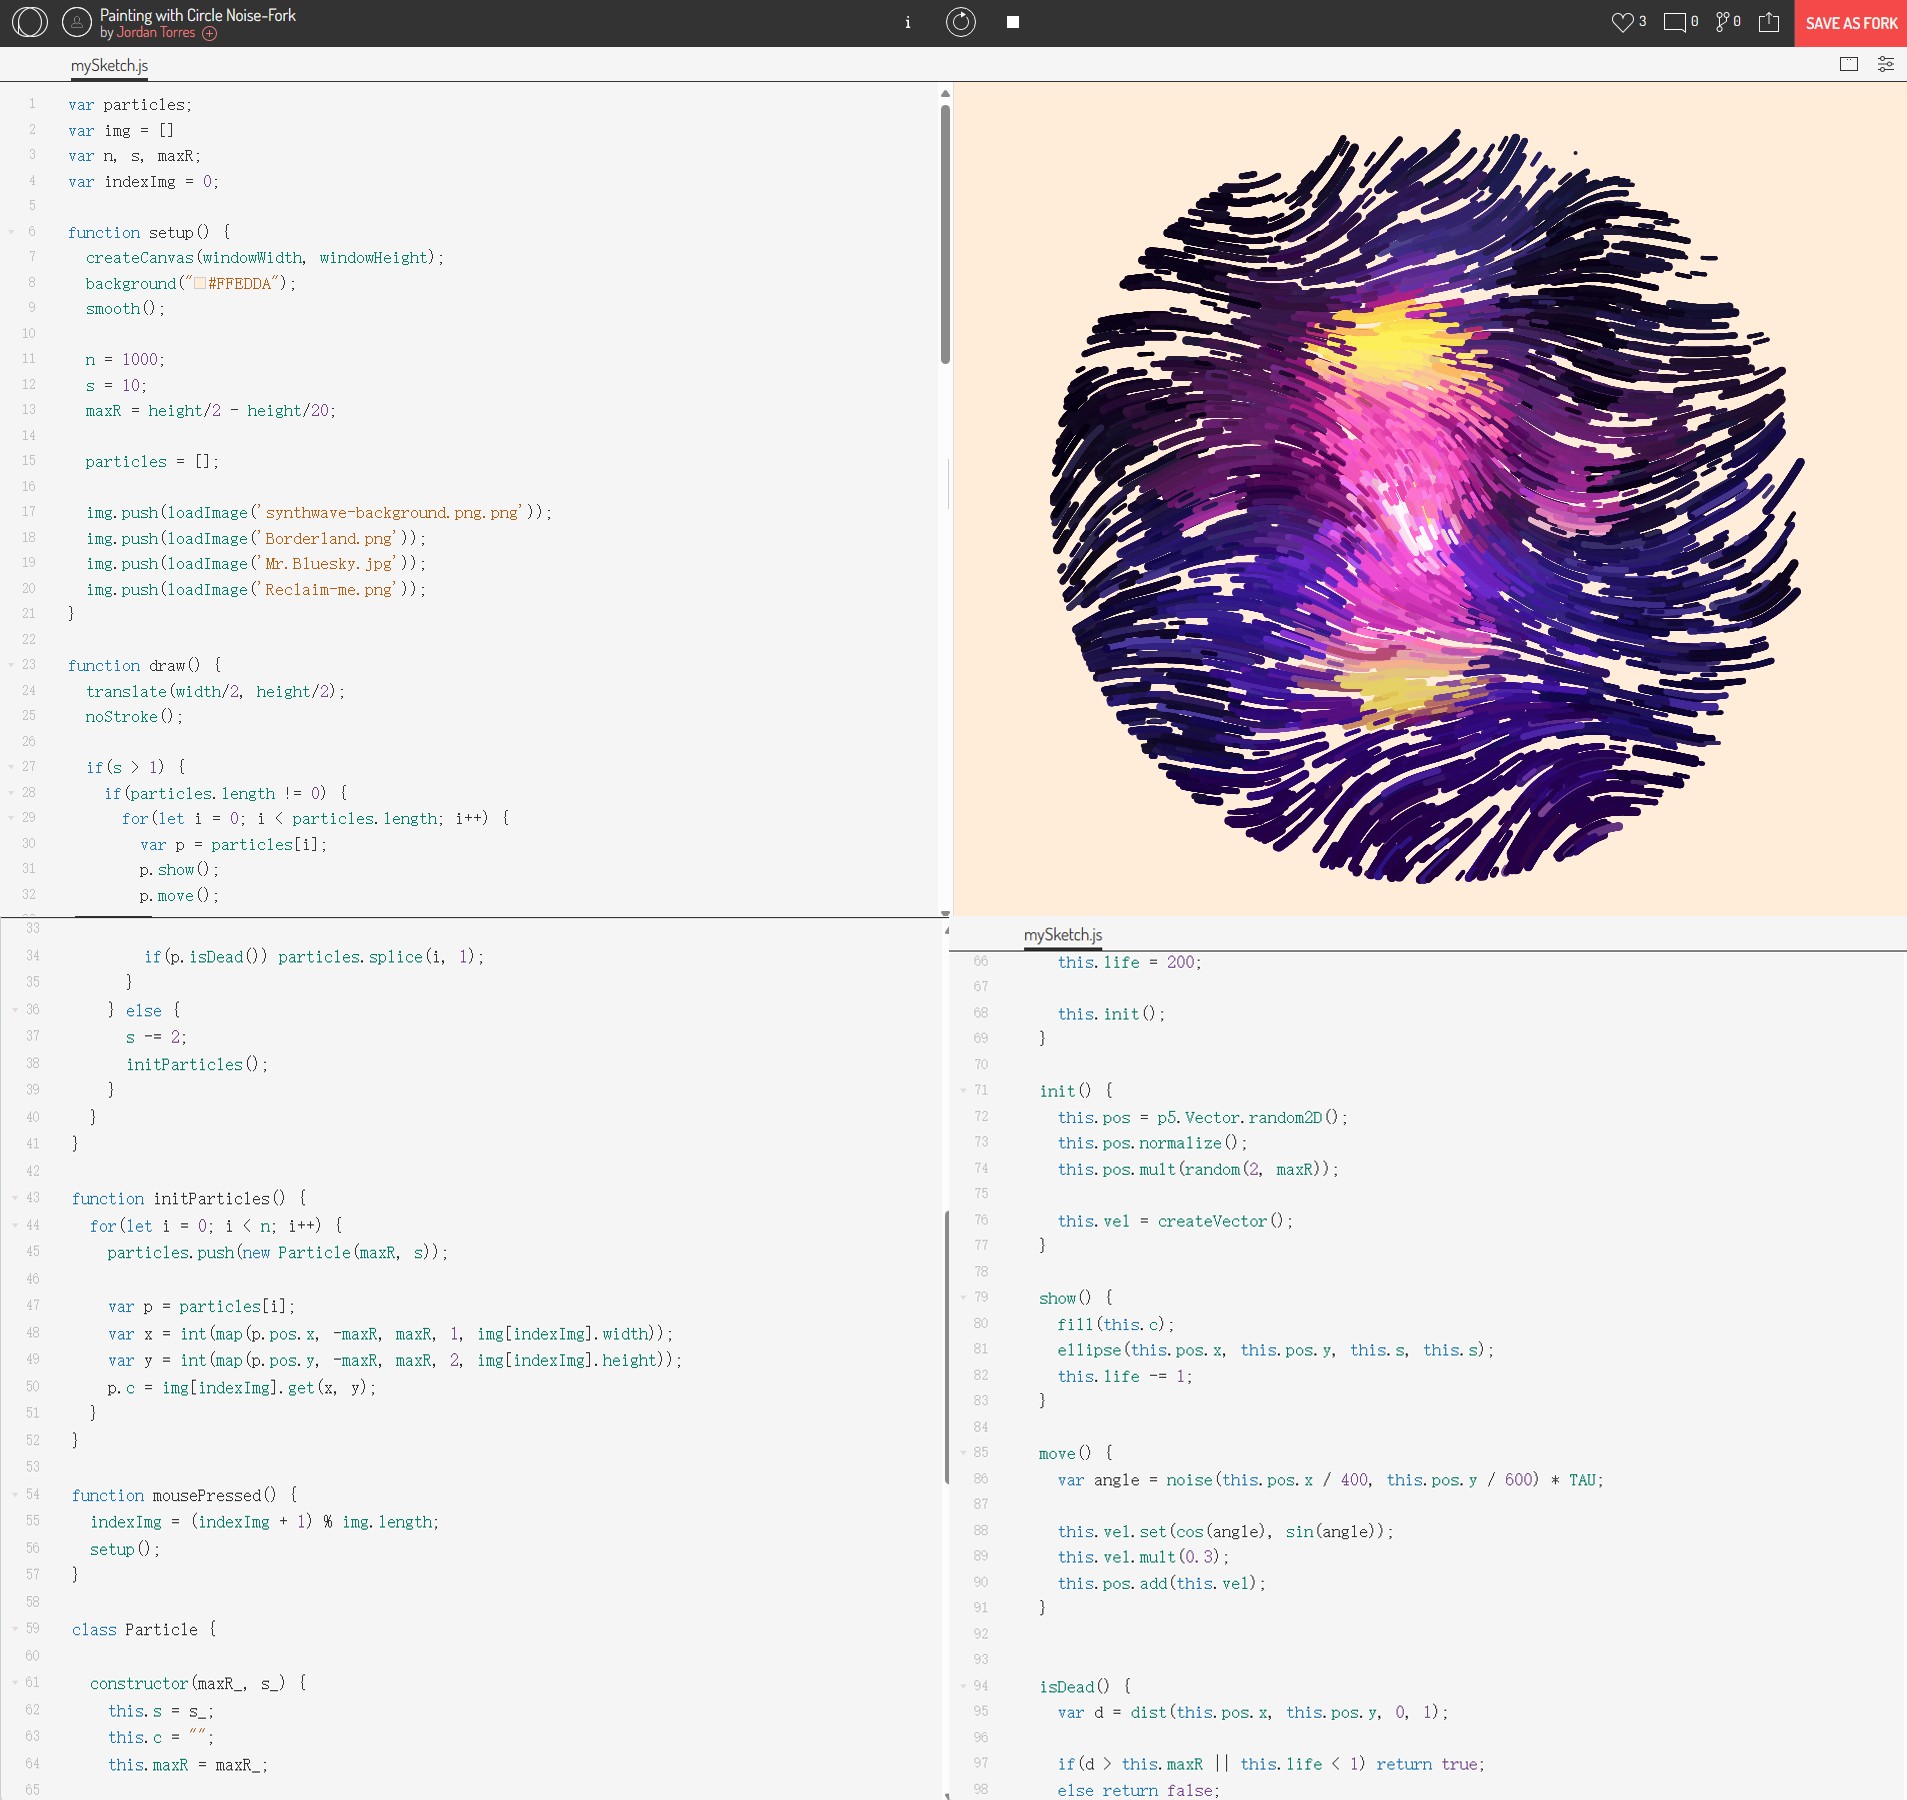 Painting with Circle Noise-Fork
by Jordan Torres
i
3
0
0
SAVE AS FORK
mySketch.js
1 var particles;
2 var img = []
3 var n, s, maxR;
4 var indexImg = 0;
5
6 function setup() {
7 createCanvas(windowWidth, windowHeight);
8 background("#FFEDDA");
9 smooth();
10
11 n = 1000;
12 s = 10;
13 maxR = height/2 - height/20;
14
15 particles = [];
16
17 img.push(loadImage('synthwave-background.png.png'));
18 img.push(loadImage('Borderland.png'));
19 img.push(loadImage('Mr.Bluesky.jpg'));
20 img.push(loadImage('Reclaim-me.png'));
21 }
22
23 function draw() {
24 translate(width/2, height/2);
25 noStroke();
26
27 if(s > 1) {
28 if(particles.length != 0) {
29 for(let i = 0; i < particles.length; i++) {
30 var p = particles[i];
31 p.show();
32 p.move();
33
34 if(p.isDead()) particles.splice(i, 1);
35 }
36 } else {
37 s -= 2;
38 initParticles();
39 }
40 }
41 }
42
43 function initParticles() {
44 for(let i = 0; i < n; i++) {
45 particles.push(new Particle(maxR, s));
46
47 var p = particles[i];
48 var x = int(map(p.pos.x, -maxR, maxR, 1, img[indexImg].width));
49 var y = int(map(p.pos.y, -maxR, maxR, 2, img[indexImg].height));
50 p.c = img[indexImg].get(x, y);
51 }
52 }
53
54 function mousePressed() {
55 indexImg = (indexImg + 1) % img.length;
56 setup();
57 }
58
59 class Particle {
60
61 constructor(maxR_, s_) {
62 this.s = s_;
63 this.c = "";
64 this.maxR = maxR_;
65
mySketch.js
66 this.life = 200;
67
68 this.init();
69 }
70
71 init() {
72 this.pos = p5.Vector.random2D();
73 this.pos.normalize();
74 this.pos.mult(random(2, maxR));
75
76 this.vel = createVector();
77 }
78
79 show() {
80 fill(this.c);
81 ellipse(this.pos.x, this.pos.y, this.s, this.s);
82 this.life -= 1;
83 }
84
85 move() {
86 var angle = noise(this.pos.x / 400, this.pos.y / 600) * TAU;
87
88 this.vel.set(cos(angle), sin(angle));
89 this.vel.mult(0.3);
90 this.pos.add(this.vel);
91 }
92
93
94 isDead() {
95 var d = dist(this.pos.x, this.pos.y, 0, 1);
96
97 if(d > this.maxR || this.life < 1) return true;
98 else return false;